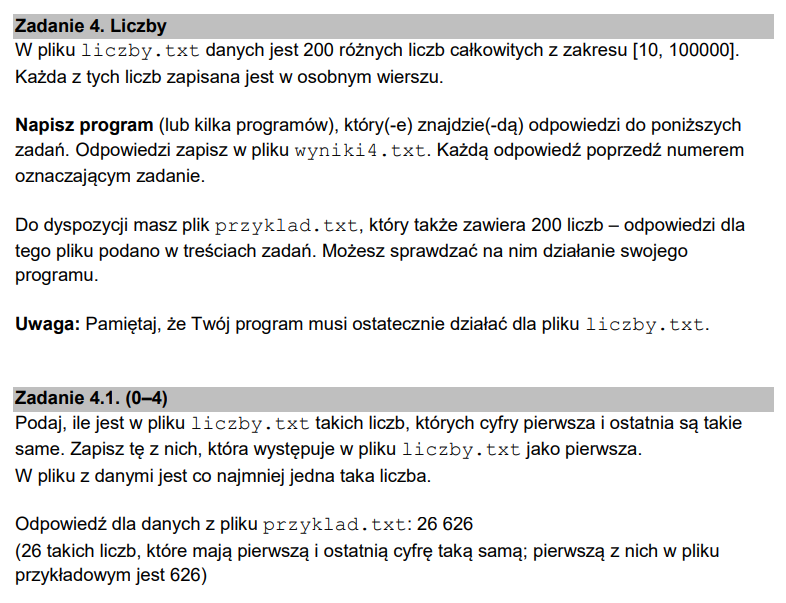 Zadanie 4. Liczby
W pliku liczby.txt danych jest 200 różnych liczb całkowitych z zakresu [10, 100000].
Każda z tych liczb zapisana jest w osobnym wierszu.
Napisz program (lub kilka programów), który(-e) znajdzie(-dą) odpowiedzi do poniższych
zadań. Odpowiedzi zapisz w pliku wyniki4.txt. Każdą odpowiedź poprzedź numerem
oznaczającym zadanie.
Do dyspozycji masz plik przyklad.txt, który także zawiera 200 liczb – odpowiedzi dla
tego pliku podano w treściach zadań. Możesz sprawdzać na nim działanie swojego
programu.
Uwaga: Pamiętaj, że Twój program musi ostatecznie działać dla pliku liczby.txt.
Zadanie 4.1. (0–4)
Podaj, ile jest w pliku liczby.txt takich liczb, których cyfry pierwsza i ostatnia są takie
same. Zapisz tę z nich, która występuje w pliku liczby.txt jako pierwsza.
W pliku z danymi jest co najmniej jedna taka liczba.
Odpowiedź dla danych z pliku przyklad.txt: 26 626
(26 takich liczb, które mają pierwszą i ostatnią cyfrę taką samą; pierwszą z nich w pliku
przykładowym jest 626)